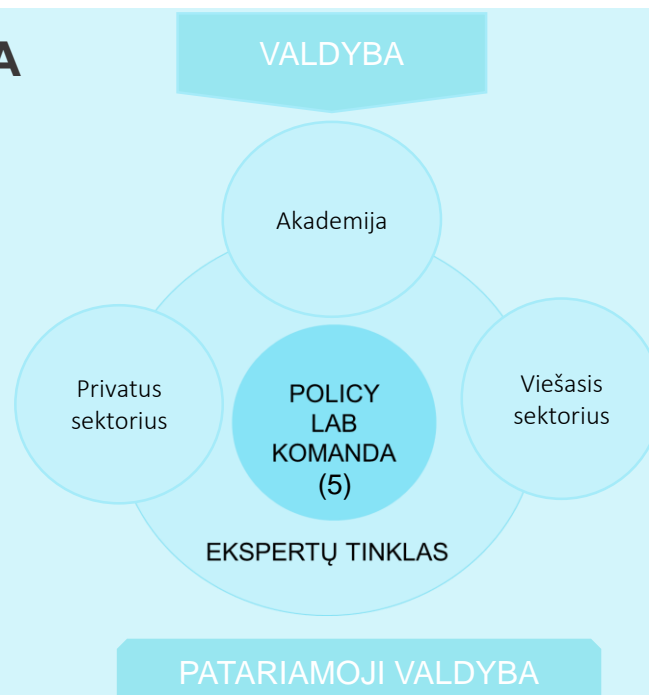 A
VALDYBA
Akademija
Privatus
sektorius
POLICY
LAB
KOMANDA
(5)
Viešasis
sektorius
EKSPERTŲ TINKLAS
PATARIAMOJI VALDYBA